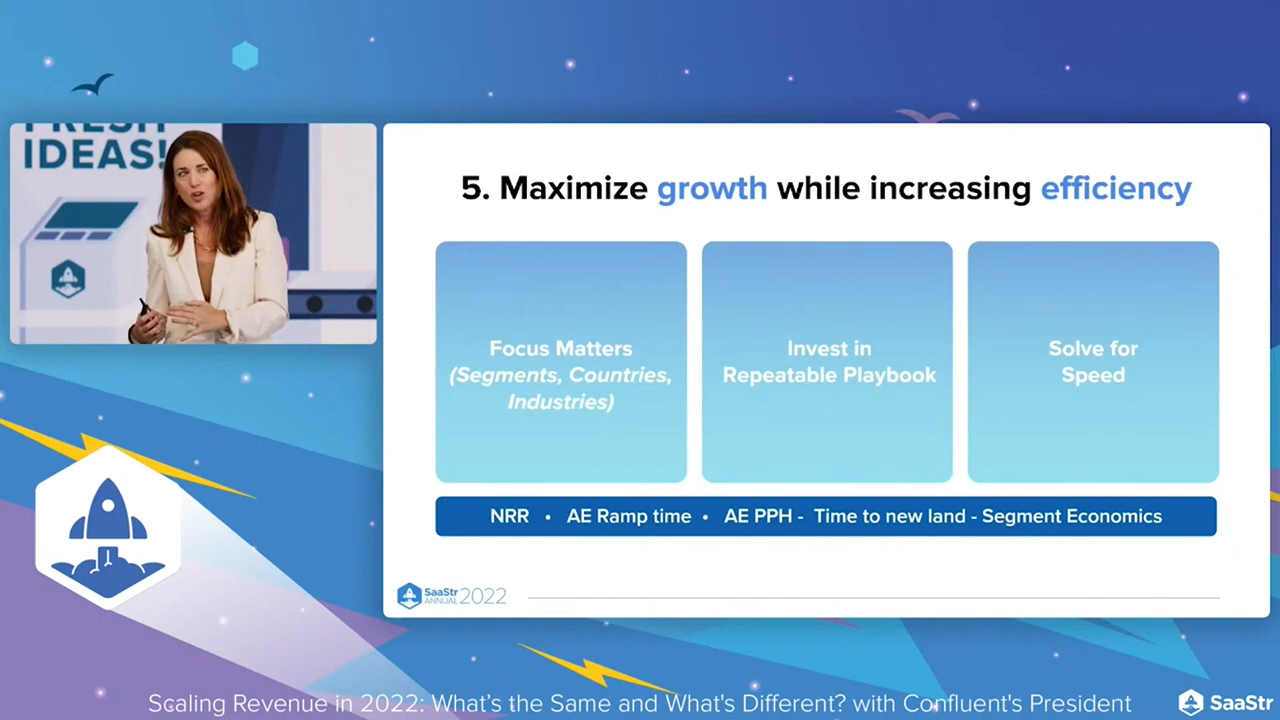 FRESH
IDEAS!
5. Maximize growth while increasing efficiency
Focus Matters
(Segments, Countries,
Industries)
Invest in
Repeatable Playbook
Solve for
Speed
NRR • AE Ramp time • AE PPH - Time to new land - Segment Economics
SaaStr
ANNUAL 2022
Scaling Revenue in 2022: What's the Same and What's Different? with Confluent's President
SaaStr